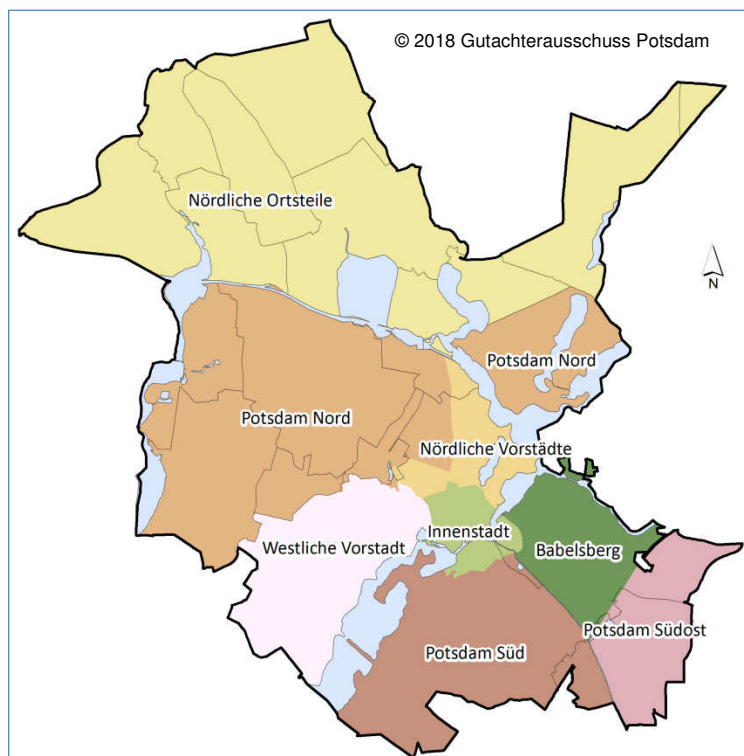 © 2018 Gutachterausschuss Potsdam
Nördliche Ortsteile
N
Potsdam Nord
Potsdam Nord
Nördliche Vorstädte
Innenstadt
Westliche Vorstadt
Babelsberg
Potsdam Südost
Potsdam Süd